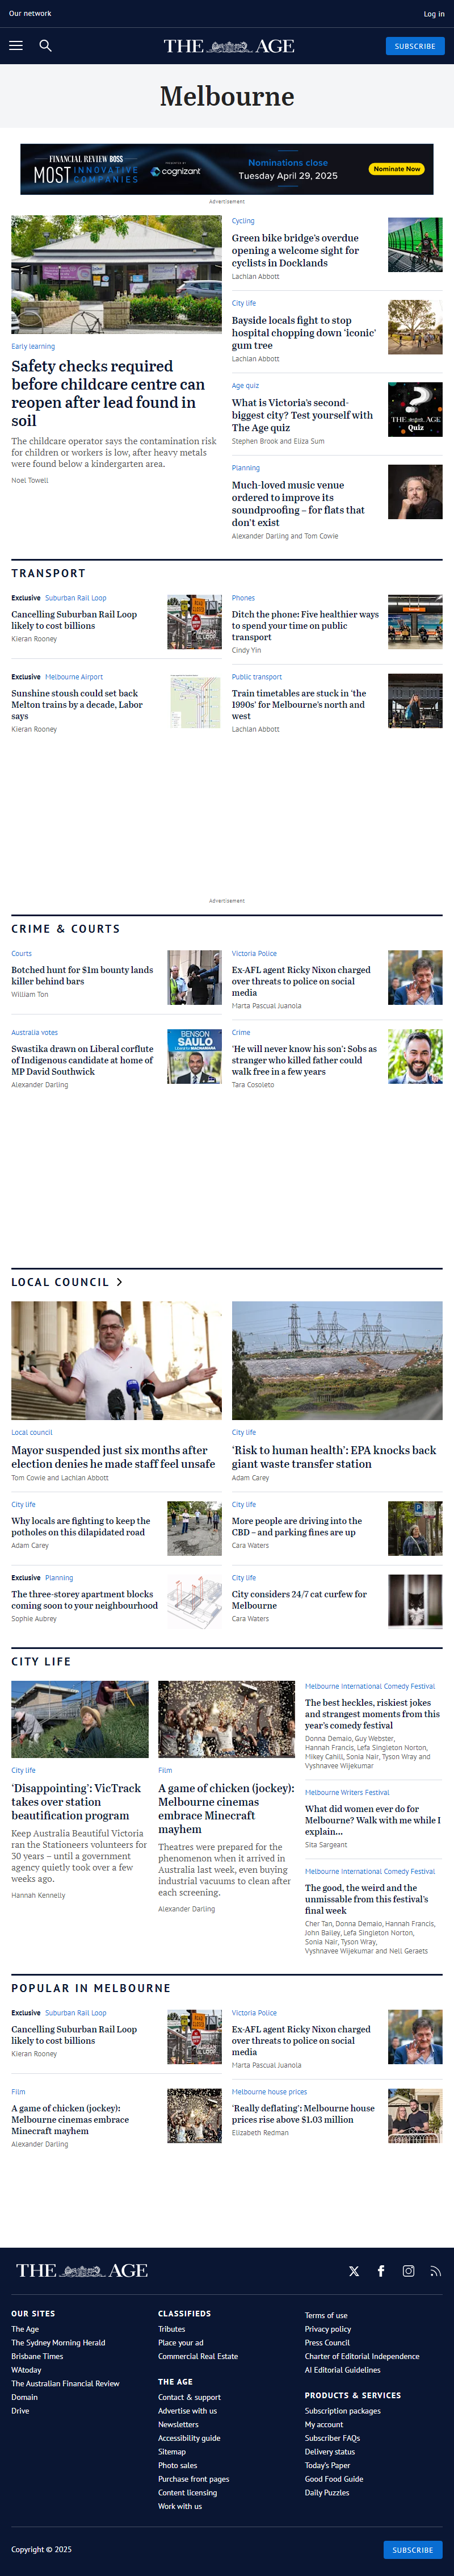 Our network
Log in
THE AGE
SUBSCRIBE
Melbourne
FINANCIAL REVIEW BOSS
MOST INNOVATIVE
COMPANIES
PRESENTED BY
cognizant
Nominations close
Tuesday April 29, 2025
Nominate Now
Advertisement
Early learning
Safety checks required
before childcare centre can
reopen after lead found in
soil
The childcare operator says the contamination risk
for children or workers is low, after heavy metals
were found below a kindergarten area.
Noel Towell
Cycling
Green bike bridge's overdue
opening a welcome sight for
cyclists in Docklands
Lachlan Abbott
City life
Bayside locals fight to stop
hospital chopping down 'iconic'
gum tree
Lachlan Abbott
Age quiz
What is Victoria's second-
biggest city? Test yourself with
The Age quiz
Stephen Brook and Eliza Sum
THE AGE
Quiz
Planning
Much-loved music venue
ordered to improve its
soundproofing – for flats that
don't exist
Alexander Darling and Tom Cowie
TRANSPORT
Exclusive Suburban Rail Loop
Cancelling Suburban Rail Loop
likely to cost billions
Kieran Rooney
Phones
Ditch the phone: Five healthier ways
to spend your time on public
transport
Cindy Yin
Exclusive Melbourne Airport
Sunshine stoush could set back
Melton trains by a decade, Labor
says
Kieran Rooney
Public transport
Train timetables are stuck in 'the
1990s' for Melbourne's north and
west
Lachlan Abbott
Advertisement
CRIME & COURTS
Courts
Botched hunt for $1m bounty lands
killer behind bars
William Ton
Victoria Police
Ex-AFL agent Ricky Nixon charged
over threats to police on social
media
Marta Pascual Juanola
Australia votes
Swastika drawn on Liberal corflute
of Indigenous candidate at home of
MP David Southwick
Alexander Darling
BENSON
SAULO
Crime
'He will never know his son': Sobs as
stranger who killed father could
walk free in a few years
Tara Cosoleto
LOCAL COUNCIL
Local council
Mayor suspended just six months after
election denies he made staff feel unsafe
Tom Cowie and Lachlan Abbott
City life
'Risk to human health': EPA knocks back
giant waste transfer station
Adam Carey
City life
Why locals are fighting to keep the
potholes on this dilapidated road
Adam Carey
City life
More people are driving into the
CBD – and parking fines are up
Cara Waters
Exclusive Planning
The three-storey apartment blocks
coming soon to your neighbourhood
Sophie Aubrey
City life
City considers 24/7 cat curfew for
Melbourne
Cara Waters
CITY LIFE
City life
'Disappointing': VicTrack
takes over station
beautification program
Keep Australia Beautiful Victoria
ran the Stationeers volunteers for
30 years – until a government
agency quietly took over a few
weeks ago.
Hannah Kennelly
Film
A game of chicken (jockey):
Melbourne cinemas
embrace Minecraft
mayhem
Theatres were prepared for the
phenomenon when it arrived in
Australia last week, even buying
industrial vacuums to clean after
each screening.
Alexander Darling
Melbourne International Comedy Festival
The best heckles, riskiest jokes
and strangest moments from this
year's comedy festival
Donna Demaio, Guy Webster,
Hannah Francis, Lefa Singleton Norton,
Mikey Cahill, Sonia Nair, Tyson Wray and
Vyshnavee Wijekumar
Melbourne Writers Festival
What did women ever do for
Melbourne? Walk with me while I
explain...
Sita Sargeant
Melbourne International Comedy Festival
The good, the weird and the
unmissable from this festival's
final week
Cher Tan, Donna Demaio, Hannah Francis,
John Bailey, Lefa Singleton Norton,
Sonia Nair, Tyson Wray,
Vyshnavee Wijekumar and Nell Geraets
POPULAR IN MELBOURNE
Exclusive Suburban Rail Loop
Cancelling Suburban Rail Loop
likely to cost billions
Kieran Rooney
Victoria Police
Ex-AFL agent Ricky Nixon charged
over threats to police on social
media
Marta Pascual Juanola
Film
A game of chicken (jockey):
Melbourne cinemas embrace
Minecraft mayhem
Alexander Darling
Melbourne house prices
'Really deflating': Melbourne house
prices rise above $1.03 million
Elizabeth Redman
THE AGE
OUR SITES
The Age
The Sydney Morning Herald
Brisbane Times
WAtoday
The Australian Financial Review
Domain
Drive
CLASSIFIEDS
Tributes
Place your ad
Commercial Real Estate
THE AGE
Contact & support
Advertise with us
Newsletters
Accessibility guide
Sitemap
Photo sales
Purchase front pages
Content licensing
Work with us
Terms of use
Privacy policy
Press Council
Charter of Editorial Independence
AI Editorial Guidelines
PRODUCTS & SERVICES
Subscription packages
My account
Subscriber FAQs
Delivery status
Today's Paper
Good Food Guide
Daily Puzzles
Copyright © 2025
SUBSCRIBE